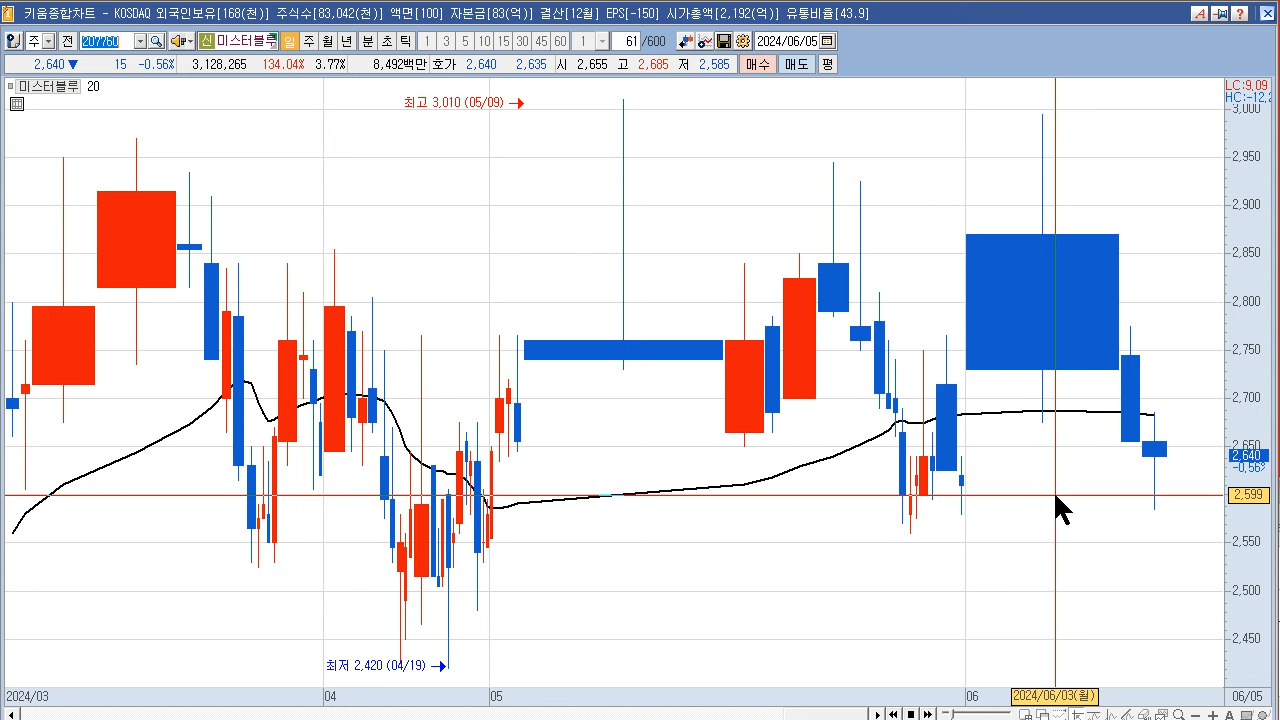 키움종합차트 - KOSDAQ 외국인보유[168(천)] 주식수[83,042(천)] 액면[100] 자본금[83(억)] 결산[12월] EPS[-150] 시가총액[2,192(억)] 유통비율[43.9]
주 전 207760 신 미스터블루 일 주 월 년 분 초 틱 1 3 5 10 15 30 45 60 1 61 /600 2024/06/05
2,640 ▼ 15 -0.56% 3,128,265 134.04% 3.77% 8,492백만 호가 2,640 2,635 시 2,655 고 2,685 저 2,585 매수 매도 평
미스터블루 20
LC:9,09
HC:-12,2
최고 3,010 (05/09)
3,000
2,950
2,900
2,850
2,800
2,750
2,700
2,650
2,640
-0.56%
2,599
2,550
2,500
2,450
최저 2,420 (04/19)
2024/03 04 05 06 2024/06/03(월) 06/05